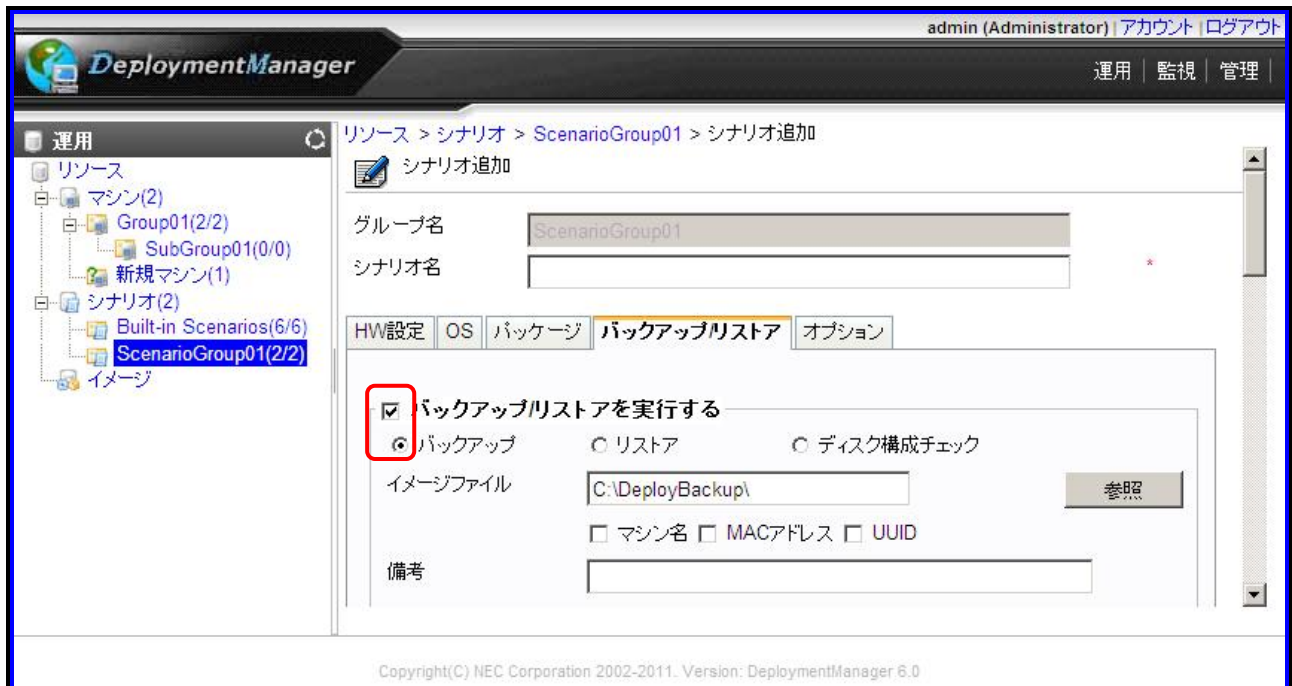 admin (Administrator) | アカウント | ログアウト
DeploymentManager
運用 | 監視 | 管理 |
運用
リソース
マシン(2)
Group01(2/2)
SubGroup01(0/0)
新規マシン(1)
シナリオ(2)
Built-in Scenarios(6/6)
ScenarioGroup01(2/2)
イメージ
リソース > シナリオ > ScenarioGroup01 > シナリオ追加
シナリオ追加
グループ名 ScenarioGroup01
シナリオ名 *
HW設定 OS パッケージ バックアップ/リストア オプション
バックアップ/リストアを実行する
バックアップ リストア ディスク構成チェック
イメージファイル C:\DeployBackup\ 参照
マシン名 MACアドレス UUID
備考
Copyright(C) NEC Corporation 2002-2011. Version: DeploymentManager 6.0